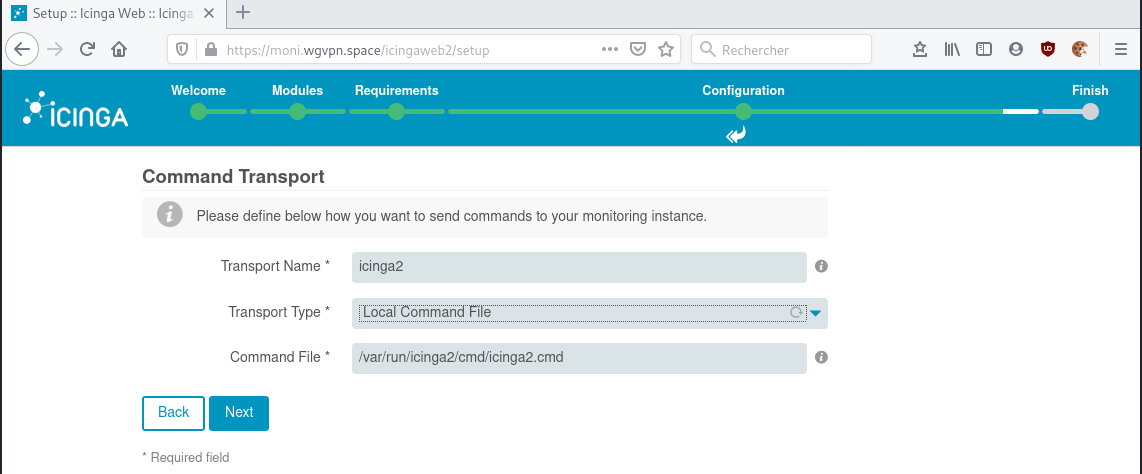 Setup :: Icinga Web :: Icinga
https://moni.wgvpn.space/icingaweb2/setup
Rechercher
Welcome
Modules
Requirements
Configuration
Finish
ICINGA
Command Transport
Please define below how you want to send commands to your monitoring instance.
Transport Name *
icinga2
Transport Type *
Local Command File
Command File *
/var/run/icinga2/cmd/icinga2.cmd
Back
Next
* Required field